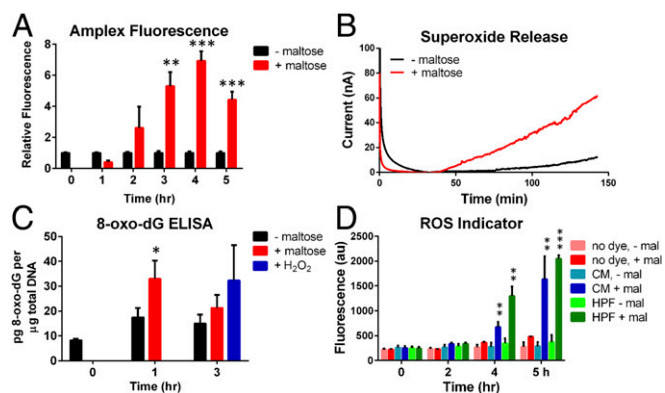 A
Amplex Fluorescence
Relative Fluorescence
8
6
4
2
0
**
***
***
- maltose
+ maltose
0 1 2 3 4 5
Time (hr)
B
Superoxide Release
Current (nA)
100
80
60
40
20
0
- maltose
+ maltose
0 50 100 150
Time (min)
C
8-oxo-dG ELISA
pg 8-oxo-dG per
µg total DNA
60
40
20
0
*
- maltose
+ maltose
+ H2O2
0 1 3
Time (hr)
D
ROS Indicator
Fluorescence (au)
2500
2000
1500
1000
500
200
** ** ** ***
no dye, - mal
no dye, + mal
CM, - mal
CM + mal
HPF - mal
HPF + mal
0 2 4 5 h
Time (hr)